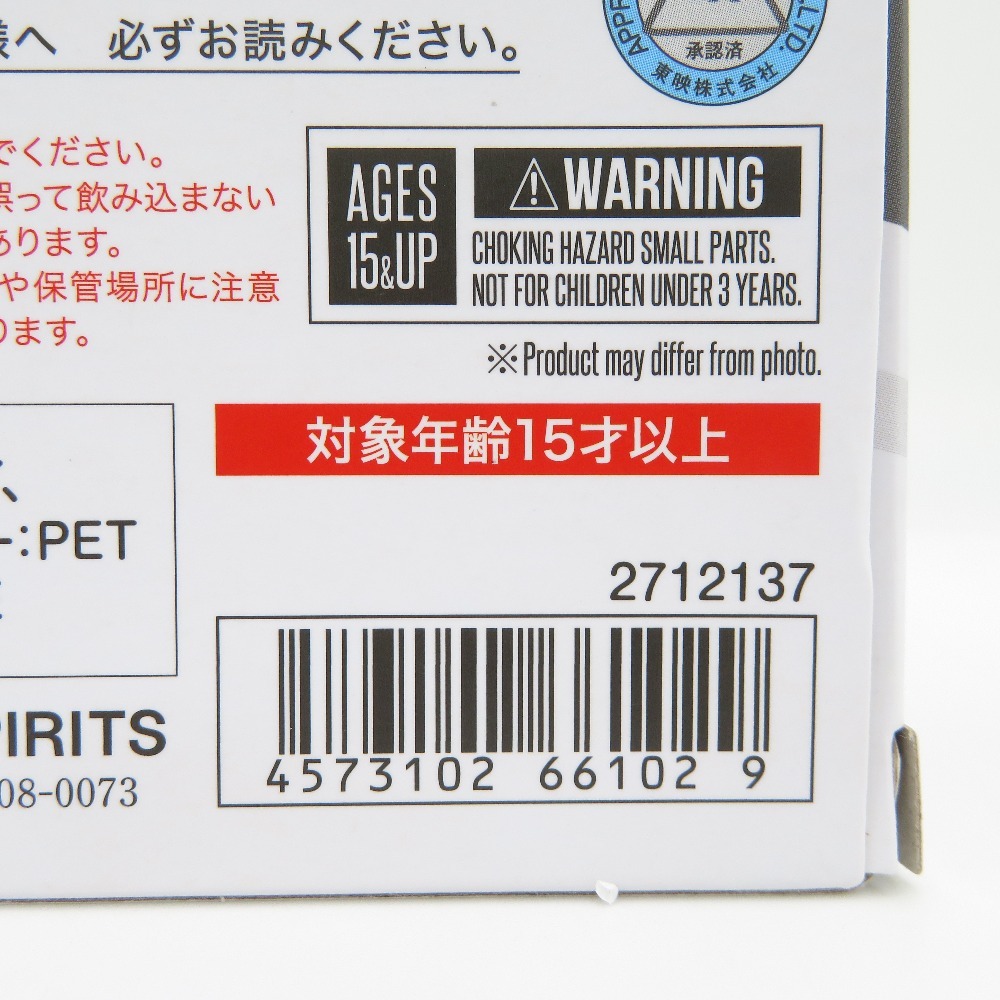 様へ 必ずお読みください。
LTD.
承認済
東映株式会社
でください。
誤って飲み込まない
あります。
や保管場所に注意
ります。
AGES
15&UP
⚠WARNING
CHOKING HAZARD SMALL PARTS.
NOT FOR CHILDREN UNDER 3 YEARS.
※Product may differ from photo.
対象年齢15才以上
ー:PET
2712137
PIRITS
08-0073
4573102 66102 9